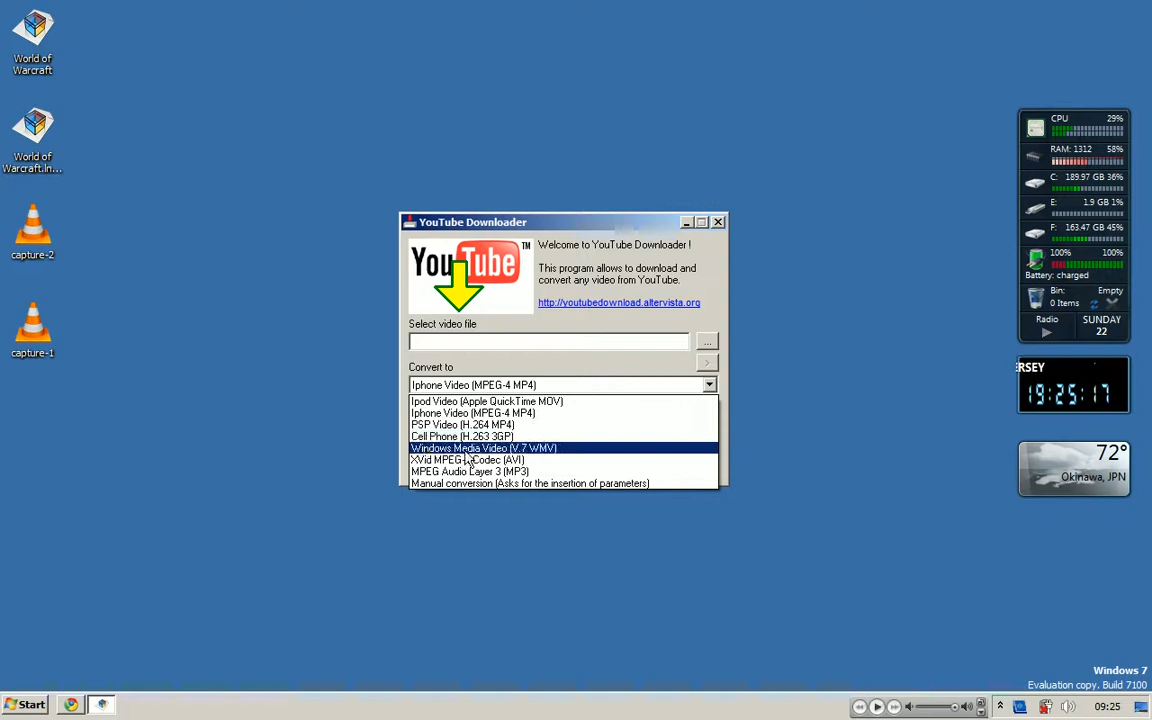 World of
Warcraft
World of
Warcraft.in...
capture-2
capture-1
YouTube Downloader
YouTube
TM
Welcome to YouTube Downloader !
This program allows to download and
convert any video from YouTube.
http://youtubedownload.altervista.org
Select video file
...
>
Convert to
Iphone Video (MPEG-4 MP4)
Ipod Video (Apple QuickTime MOV)
Iphone Video (MPEG-4 MP4)
PSP Video (H.264 MP4)
Cell Phone (H.263 3GP)
Windows Media Video (V.7 WMV)
Codec (AVI)
MPEG Audio Layer 3 (MP3)
Manual conversion (Asks for the insertion of parameters)
CPU 29%
RAM: 1312 58%
C: 189.97 GB 36%
E: 1.9 GB 1%
F: 163.47 GB 45%
100% 100%
Battery: charged
Bin: Empty
0 Items
Radio
SUNDAY
22
ERSEY
19:25:17
72°
Okinawa, JPN
Windows 7
Evaluation copy. Build 7100
Start
09:25